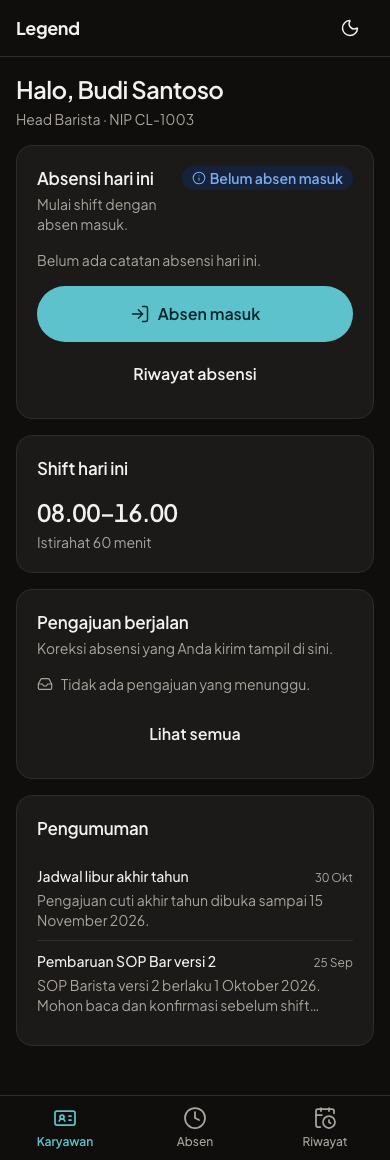 Legend
Halo, Budi Santoso
Head Barista · NIP CL-1003
Absensi hari ini
Belum absen masuk
Mulai shift dengan
absen masuk.
Belum ada catatan absensi hari ini.
Absen masuk
Riwayat absensi
Shift hari ini
08.00–16.00
Istirahat 60 menit
Pengajuan berjalan
Koreksi absensi yang Anda kirim tampil di sini.
Tidak ada pengajuan yang menunggu.
Lihat semua
Pengumuman
Jadwal libur akhir tahun
30 Okt
Pengajuan cuti akhir tahun dibuka sampai 15
November 2026.
Pembaruan SOP Bar versi 2
25 Sep
SOP Barista versi 2 berlaku 1 Oktober 2026.
Mohon baca dan konfirmasi sebelum shift…
Karyawan
Absen
Riwayat